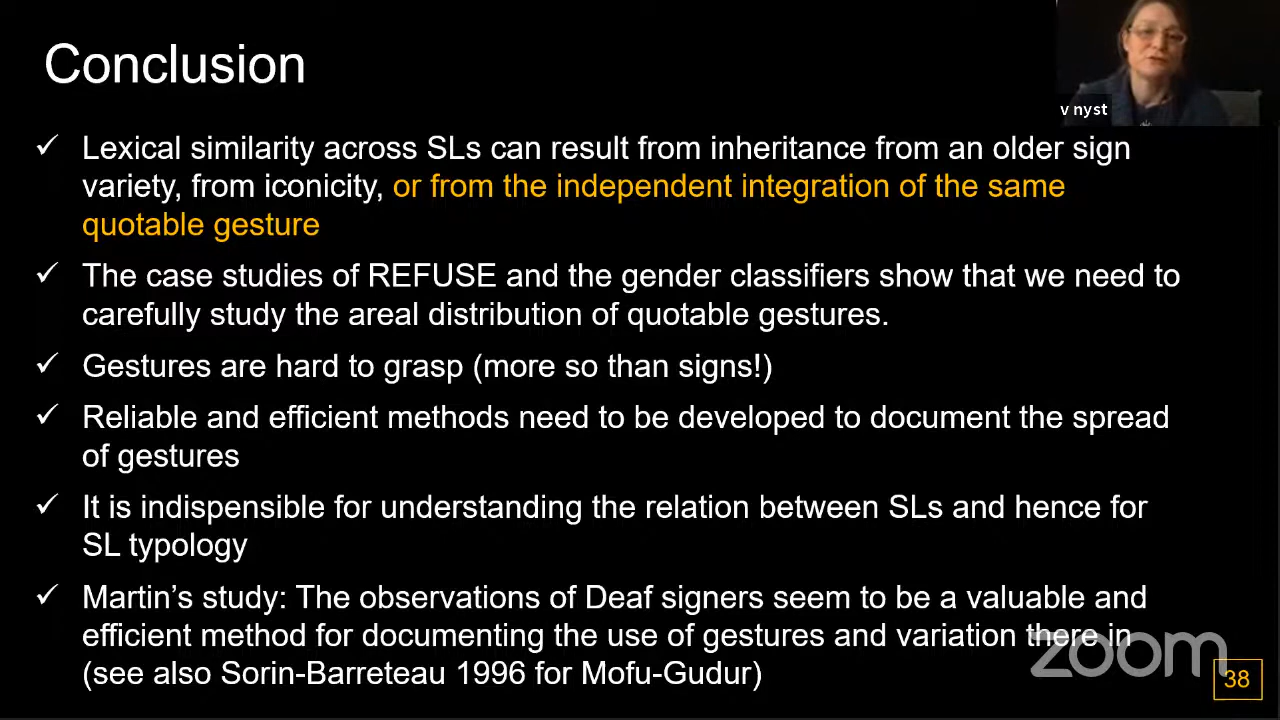 Conclusion
v nyst
✓ Lexical similarity across SLs can result from inheritance from an older sign
variety, from iconicity, or from the independent integration of the same
quotable gesture
✓ The case studies of REFUSE and the gender classifiers show that we need to
carefully study the areal distribution of quotable gestures.
✓ Gestures are hard to grasp (more so than signs!)
✓ Reliable and efficient methods need to be developed to document the spread
of gestures
✓ It is indispensible for understanding the relation between SLs and hence for
SL typology
✓ Martin’s study: The observations of Deaf signers seem to be a valuable and
efficient method for documenting the use of gestures and variation there in
(see also Sorin-Barreteau 1996 for Mofu-Gudur)
zoom
38